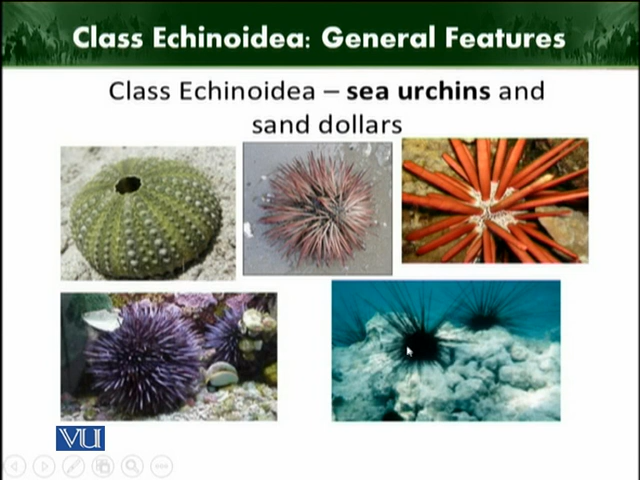 Class Echinoidea: General Features
Class Echinoidea – sea urchins and
sand dollars
VU